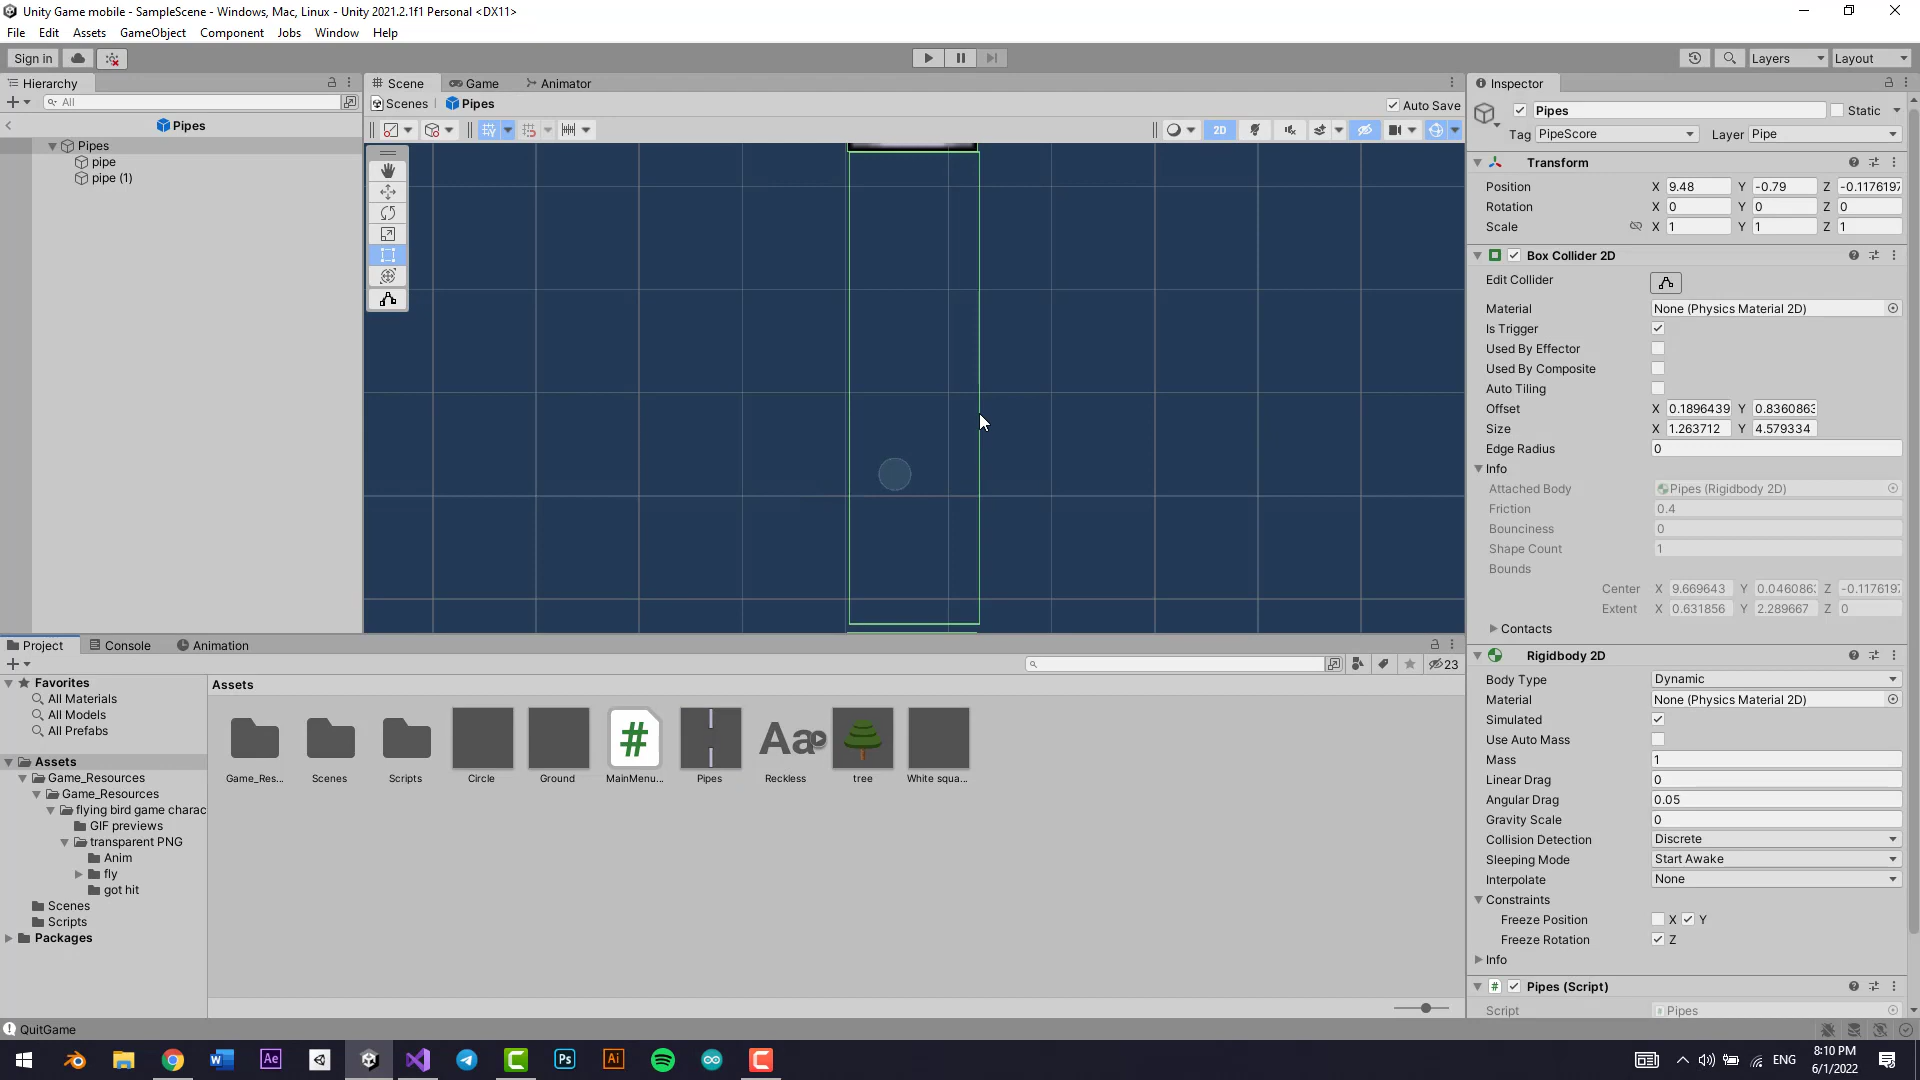 Unity Game mobile - SampleScene - Windows, Mac, Linux - Unity 2021.2.1f1 Personal <DX11>
File Edit Assets GameObject Component Jobs Window Help
Sign in
Layers
Layout
Hierarchy
All
Pipes
Pipes
pipe
pipe (1)
Scene
Game
Animator
Scenes
Pipes
Auto Save
2D
Inspector
Pipes
Static
Tag PipeScore
Layer Pipe
Transform
Position X 9.48 Y -0.79 Z -0.1176197
Rotation X 0 Y 0 Z 0
Scale X 1 Y 1 Z 1
Box Collider 2D
Edit Collider
Material None (Physics Material 2D)
Is Trigger
Used By Effector
Used By Composite
Auto Tiling
Offset X 0.1896439 Y 0.8360863
Size X 1.263712 Y 4.579334
Edge Radius 0
Info
Attached Body Pipes (Rigidbody 2D)
Friction 0.4
Bounciness 0
Shape Count 1
Bounds
Center X 9.669643 Y 0.046086 Z -0.1176197
Extent X 0.631856 Y 2.289667 Z 0
Contacts
Rigidbody 2D
Body Type Dynamic
Material None (Physics Material 2D)
Simulated
Use Auto Mass
Mass 1
Linear Drag 0
Angular Drag 0.05
Gravity Scale 0
Collision Detection Discrete
Sleeping Mode Start Awake
Interpolate None
Constraints
Freeze Position X Y
Freeze Rotation Z
Info
# Pipes (Script)
Script Pipes
Project
Console
Animation
23
Favorites
All Materials
All Models
All Prefabs
Assets
Game_Resources
Game_Resources
flying bird game charac
GIF previews
transparent PNG
Anim
fly
got hit
Scenes
Scripts
Packages
Assets
#
Aa
Game_Res...
Scenes
Scripts
Circle
Ground
MainMenu...
Pipes
Reckless
tree
White squa...
QuitGame
W
Ae
C
Ps
Ai
C
ENG
8:10 PM
6/1/2022